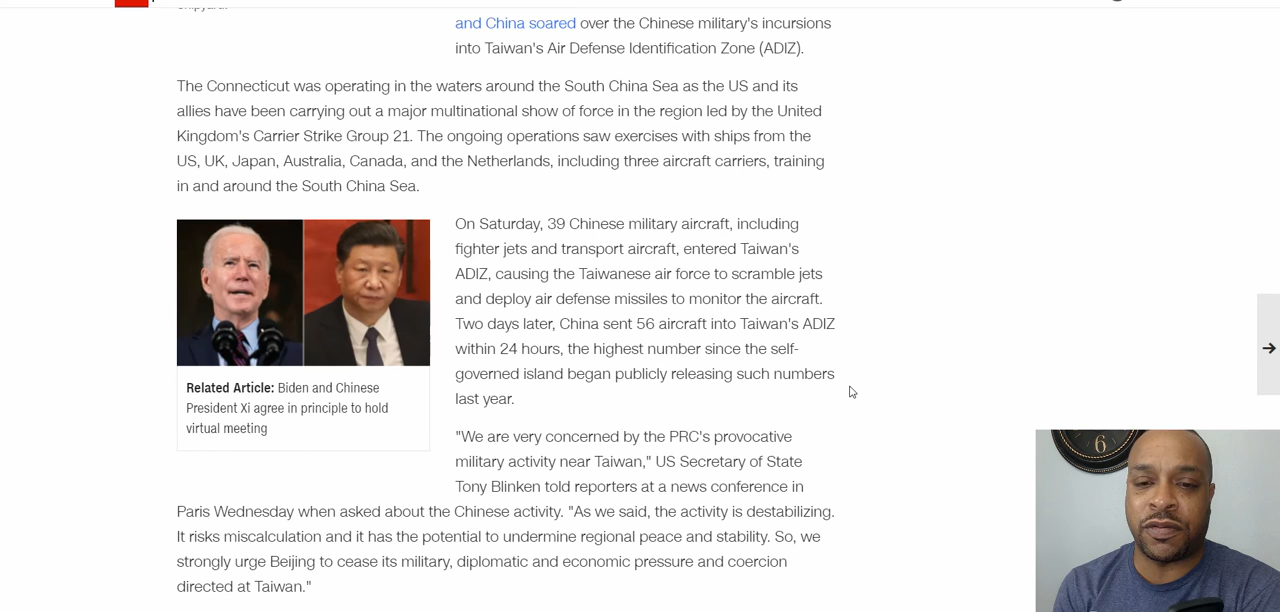 and China soared over the Chinese military's incursions
into Taiwan's Air Defense Identification Zone (ADIZ).
The Connecticut was operating in the waters around the South China Sea as the US and its
allies have been carrying out a major multinational show of force in the region led by the United
Kingdom's Carrier Strike Group 21. The ongoing operations saw exercises with ships from the
US, UK, Japan, Australia, Canada, and the Netherlands, including three aircraft carriers, training
in and around the South China Sea.
On Saturday, 39 Chinese military aircraft, including
fighter jets and transport aircraft, entered Taiwan's
ADIZ, causing the Taiwanese air force to scramble jets
and deploy air defense missiles to monitor the aircraft.
Two days later, China sent 56 aircraft into Taiwan's ADIZ
within 24 hours, the highest number since the self-
governed island began publicly releasing such numbers
last year.
Related Article: Biden and Chinese
President Xi agree in principle to hold
virtual meeting
"We are very concerned by the PRC's provocative
military activity near Taiwan," US Secretary of State
Tony Blinken told reporters at a news conference in
Paris Wednesday when asked about the Chinese activity. "As we said, the activity is destabilizing.
It risks miscalculation and it has the potential to undermine regional peace and stability. So, we
strongly urge Beijing to cease its military, diplomatic and economic pressure and coercion
directed at Taiwan."
6